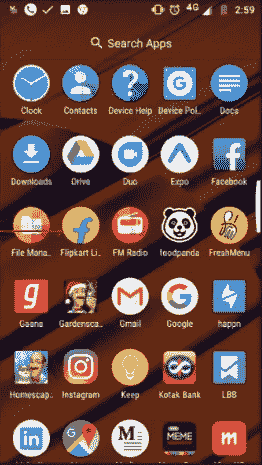 4G 2:59
Search Apps
Clock Contacts Device Help Device Pol.. Docs
Downloads Drive Duo Expo Facebook
File Mana.. Flipkart Li.. FM Radio foodpanda FreshMenu
Gaana Gardensca.. Gmail Google happn
Homescap.. Instagram Keep Kotak Bank LBB
MEME